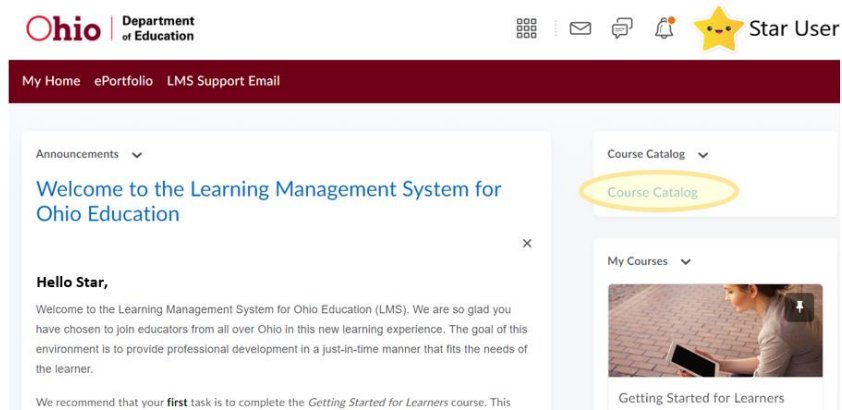 Ohio Department
of Education
Star User
My Home ePortfolio LMS Support Email
Announcements
Welcome to the Learning Management System for
Ohio Education
Hello Star,
Welcome to the Learning Management System for Ohio Education (LMS). We are so glad you
have chosen to join educators from all over Ohio in this new learning experience. The goal of this
environment is to provide professional development in a just-in-time manner that fits the needs of
the learner.
We recommend that your first task is to complete the Getting Started for Learners course. This
Course Catalog
Course Catalog
My Courses
Getting Started for Learners